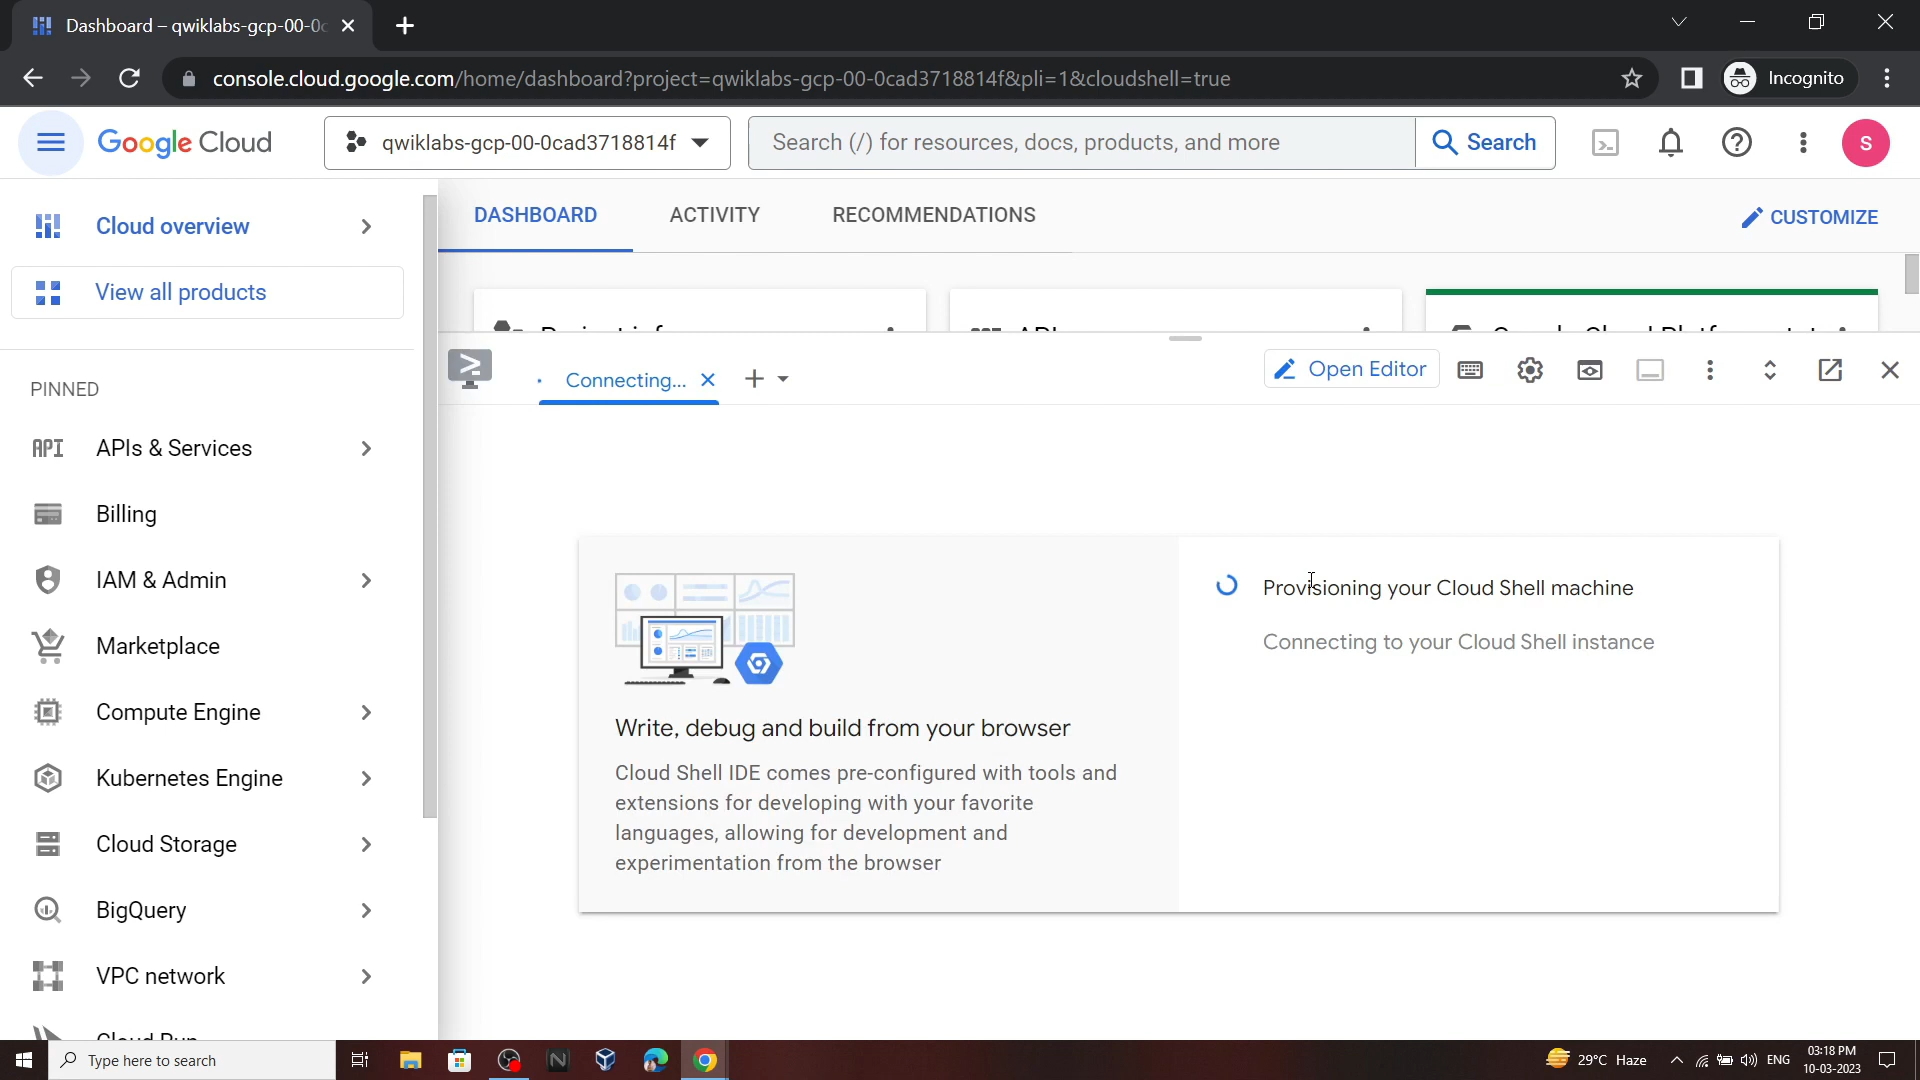 Dashboard – qwiklabs-gcp-00-0c
console.cloud.google.com/home/dashboard?project=qwiklabs-gcp-00-0cad3718814f&pli=1&cloudshell=true
Incognito
Google Cloud
qwiklabs-gcp-00-0cad3718814f
Search (/) for resources, docs, products, and more
Search
S
Cloud overview
View all products
PINNED
API
APIs & Services
Billing
IAM & Admin
Marketplace
Compute Engine
Kubernetes Engine
Cloud Storage
BigQuery
VPC network
Cloud Run
DASHBOARD
ACTIVITY
RECOMMENDATIONS
CUSTOMIZE
Connecting...
Open Editor
Write, debug and build from your browser
Cloud Shell IDE comes pre-configured with tools and
extensions for developing with your favorite
languages, allowing for development and
experimentation from the browser
Provisioning your Cloud Shell machine
Connecting to your Cloud Shell instance
Type here to search
29°C Haze
ENG
03:18 PM
10-03-2023